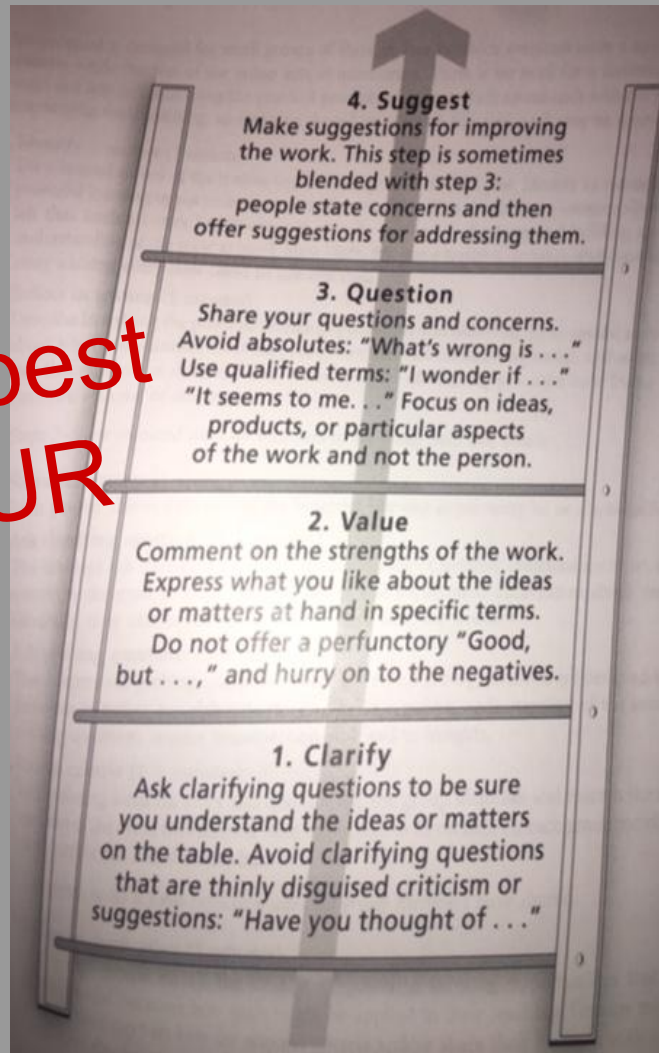 4. Suggest
Make suggestions for improving
the work. This step is sometimes
blended with step 3:
people state concerns and then
offer suggestions for addressing them.
3. Question
Share your questions and concerns.
Avoid absolutes: "What's wrong is . . ."
Use qualified terms: "I wonder if . . ."
"It seems to me. . ." Focus on ideas,
products, or particular aspects
of the work and not the person.
2. Value
Comment on the strengths of the work.
Express what you like about the ideas
or matters at hand in specific terms.
Do not offer a perfunctory "Good,
but . . . ," and hurry on to the negatives.
1. Clarify
Ask clarifying questions to be sure
you understand the ideas or matters
on the table. Avoid clarifying questions
that are thinly disguised criticism or
suggestions: "Have you thought of . . ."